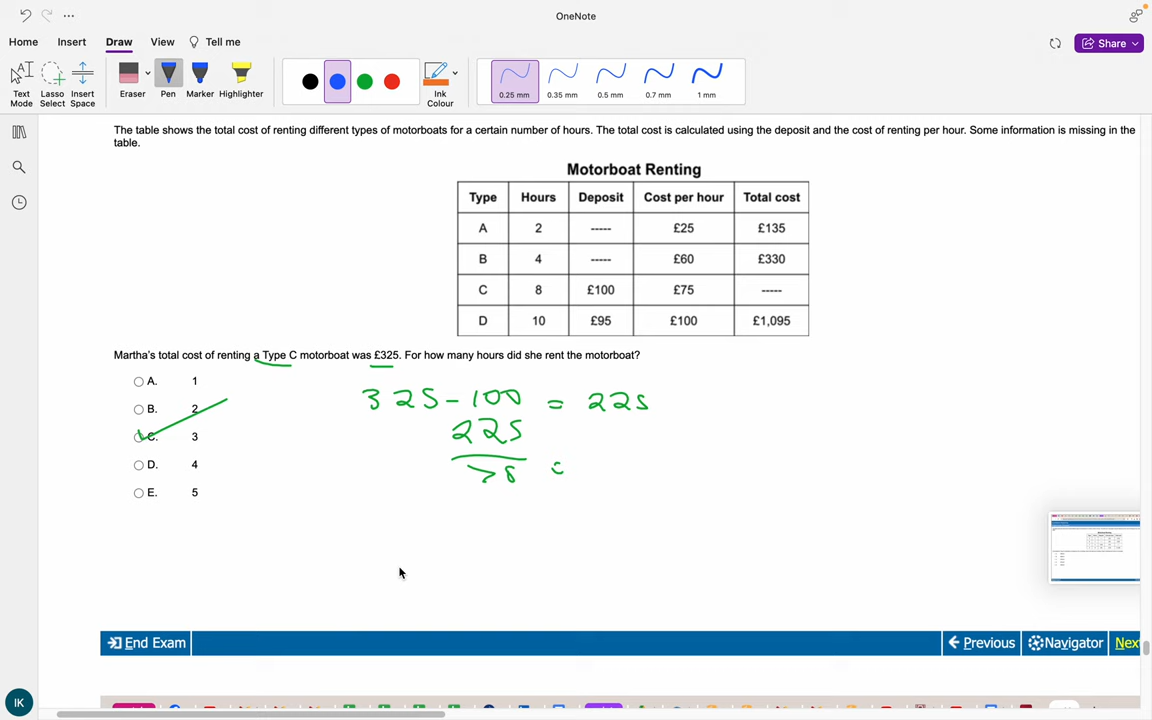 OneNote
Home Insert Draw View Tell me
Share
Text Mode
Lasso Select
Insert Space
Eraser
Pen
Marker
Highlighter
Ink Colour
0.25 mm
0.35 mm
0.5 mm
0.7 mm
1 mm
The table shows the total cost of renting different types of motorboats for a certain number of hours. The total cost is calculated using the deposit and the cost of renting per hour. Some information is missing in the
table.
Motorboat Renting
Type Hours Deposit Cost per hour Total cost
A 2 ----- £25 £135
B 4 ----- £60 £330
C 8 £100 £75 -----
D 10 £95 £100 £1,095
Martha's total cost of renting a Type C motorboat was £325. For how many hours did she rent the motorboat?
A. 1
B. 2
C. 3
D. 4
E. 5
325 - 100 = 225
225
75 =
End Exam
Previous
Navigator
Nex
IK